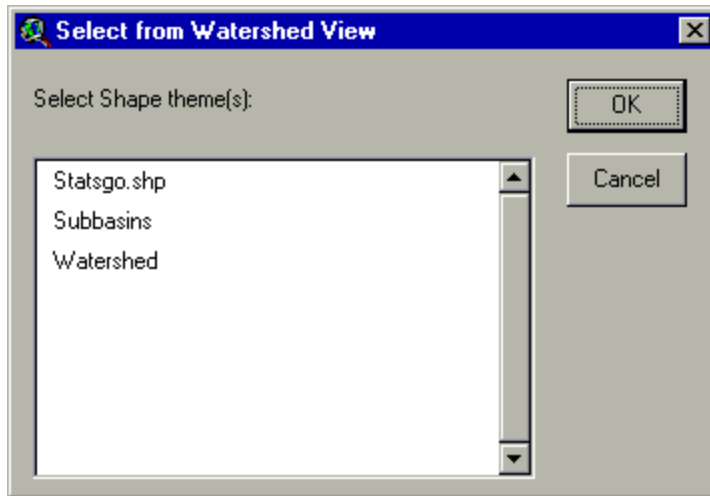 Select from Watershed View
Select Shape theme(s):
OK
Statsgo.shp
Cancel
Subbasins
Watershed